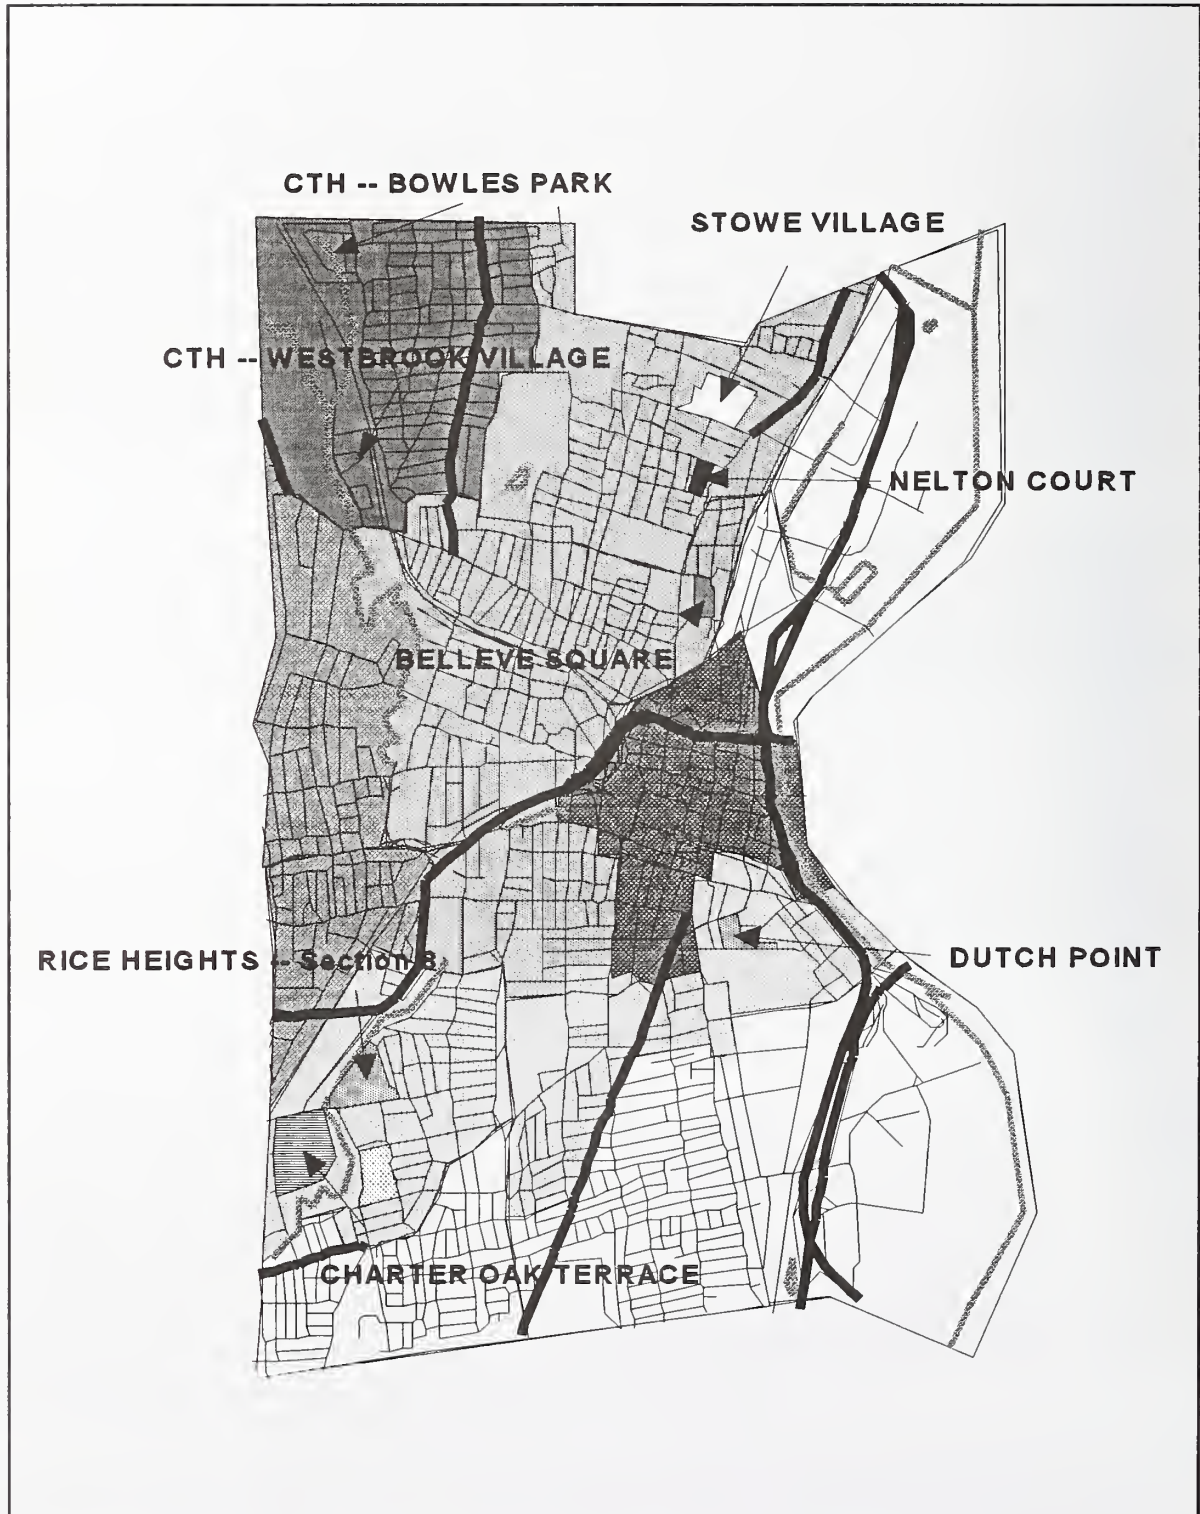 CTH -- BOWLES PARK
STOWE VILLAGE
CTH -- WESTBROOK VILLAGE
NELTON COURT
BELLEVE SQUARE
RICE HEIGHTS -- Section 8
DUTCH POINT
CHARTER OAK TERRACE